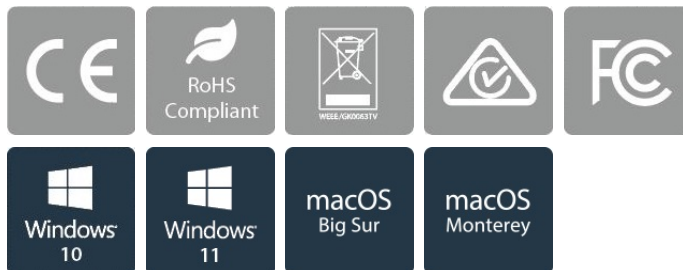 CE
RoHS
Compliant
WEEE/GK0063TV
FC
Windows
10
Windows
11
macOS
Big Sur
macOS
Monterey